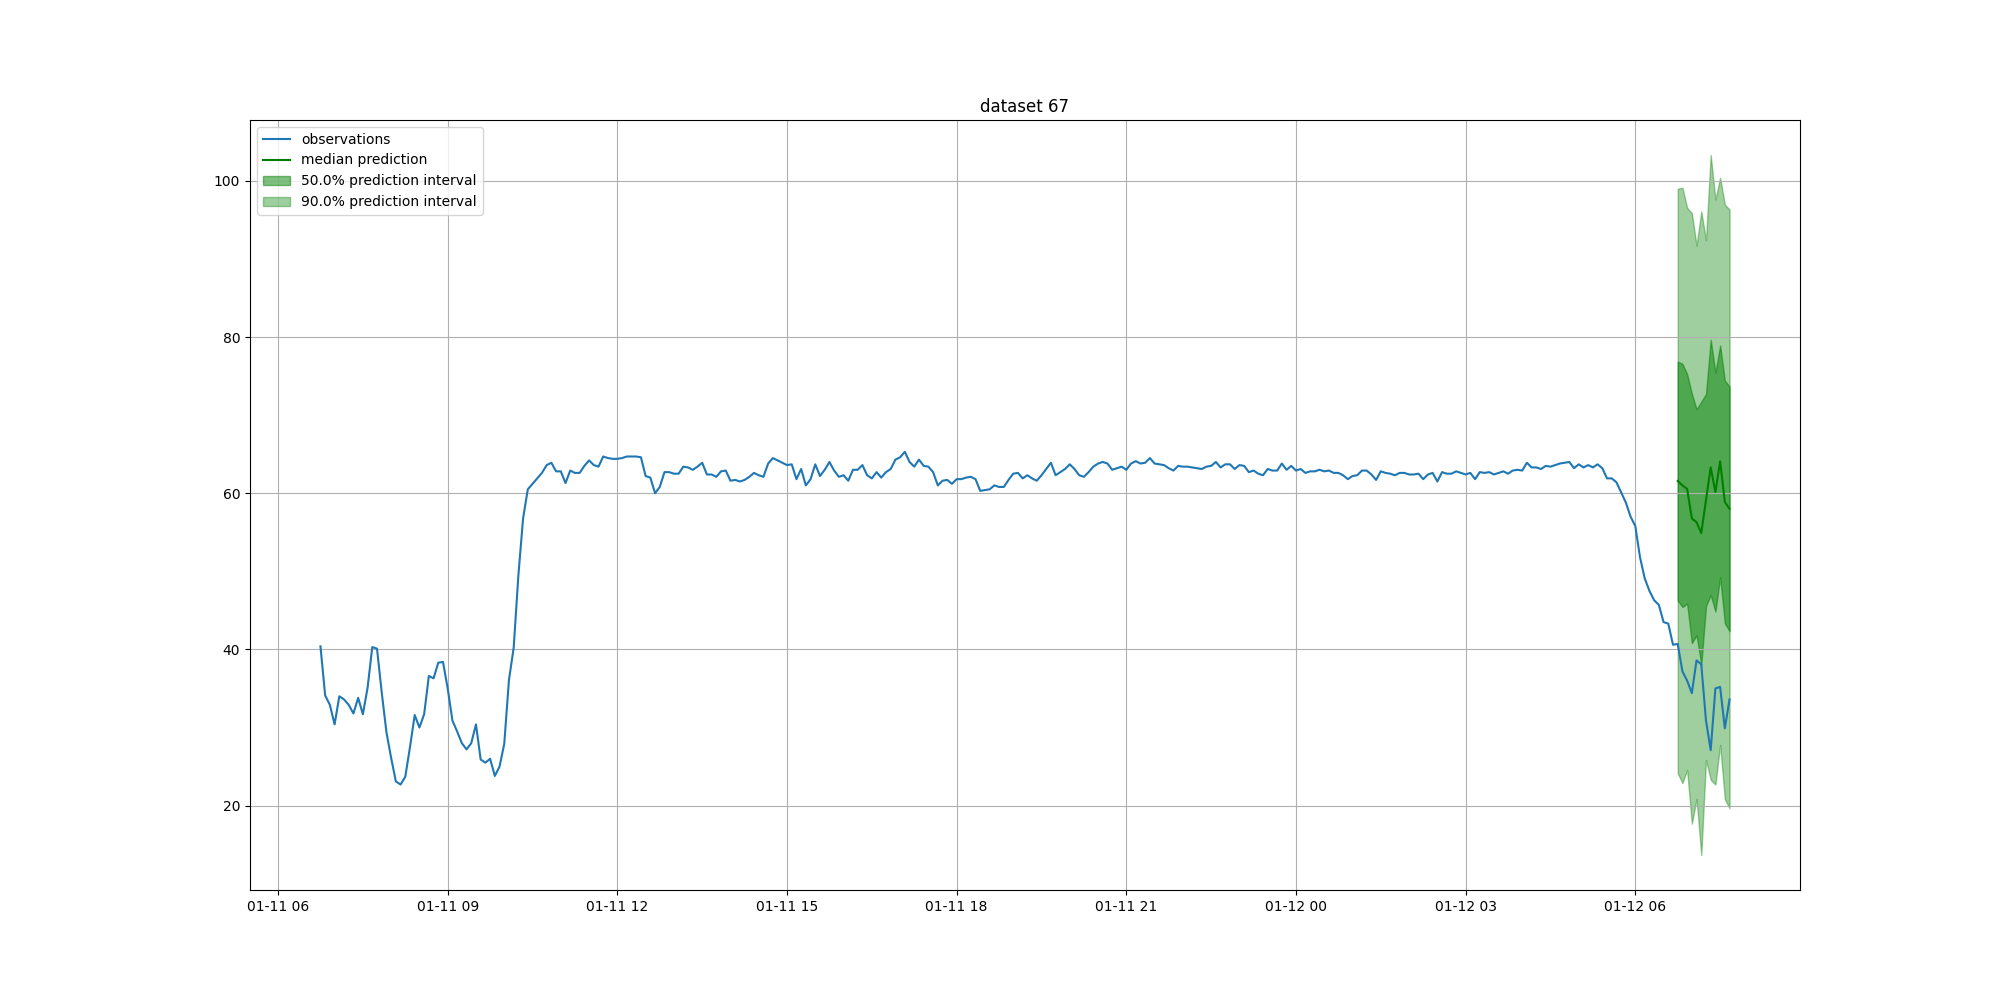 dataset 67
observations
median prediction
50.0% prediction interval
90.0% prediction interval
100
80
60
40
20
01-11 06
01-11 09
01-11 12
01-11 15
01-11 18
01-11 21
01-12 00
01-12 03
01-12 06